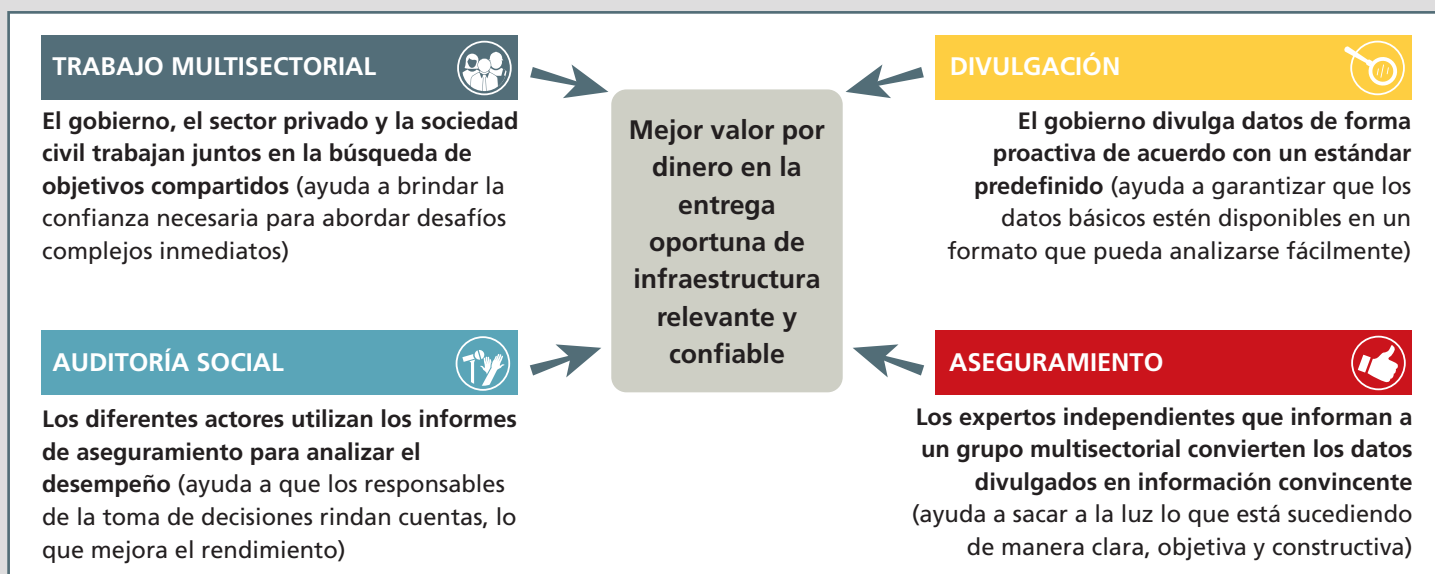 TRABAJO MULTISECTORIAL
El gobierno, el sector privado y la sociedad
civil trabajan juntos en la búsqueda de
objetivos compartidos (ayuda a brindar la
confianza necesaria para abordar desafíos
complejos inmediatos)
DIVULGACIÓN
El gobierno divulga datos de forma
proactiva de acuerdo con un estándar
predefinido (ayuda a garantizar que los
datos básicos estén disponibles en un
formato que pueda analizarse fácilmente)
Mejor valor por
dinero en la
entrega
oportuna de
infraestructura
relevante y
confiable
AUDITORÍA SOCIAL
Los diferentes actores utilizan los informes
de aseguramiento para analizar el
desempeño (ayuda a que los responsables
de la toma de decisiones rindan cuentas, lo
que mejora el rendimiento)
ASEGURAMIENTO
Los expertos independientes que informan a
un grupo multisectorial convierten los datos
divulgados en información convincente
(ayuda a sacar a la luz lo que está sucediendo
de manera clara, objetiva y constructiva)